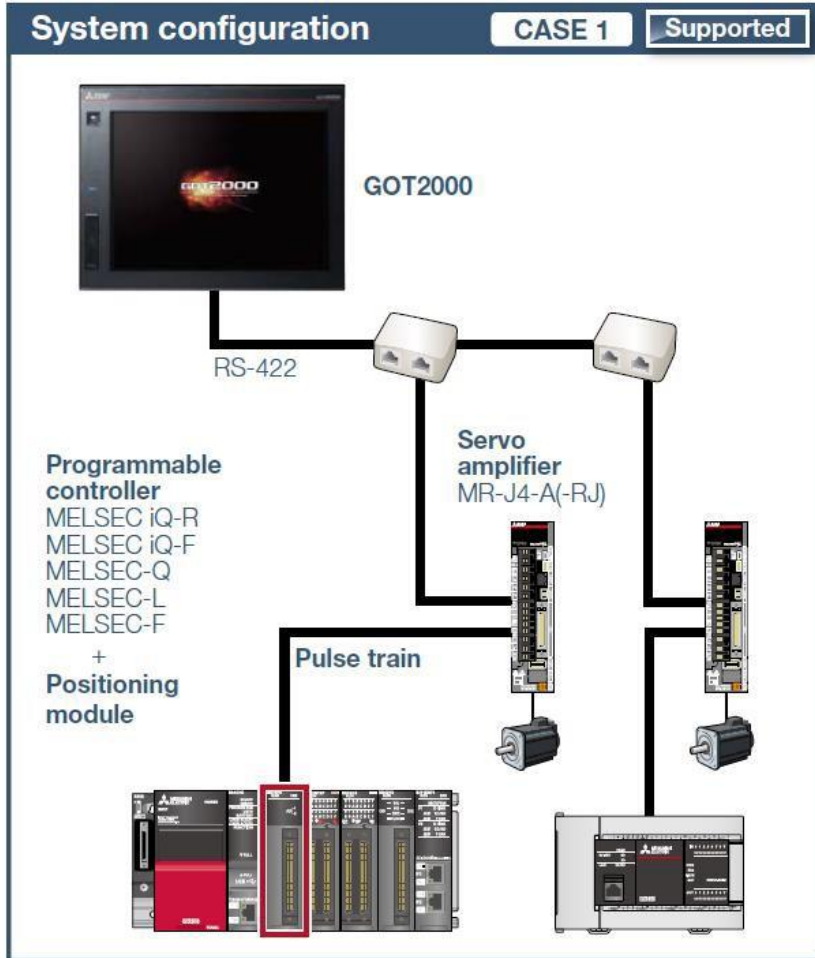 System configuration
CASE 1
Supported
GOT2000
GOT2000
RS-422
Programmable
controller
MELSEC iQ-R
MELSEC iQ-F
MELSEC-Q
MELSEC-L
MELSEC-F
+
Positioning
module
Servo
amplifier
MR-J4-A(-RJ)
Pulse train